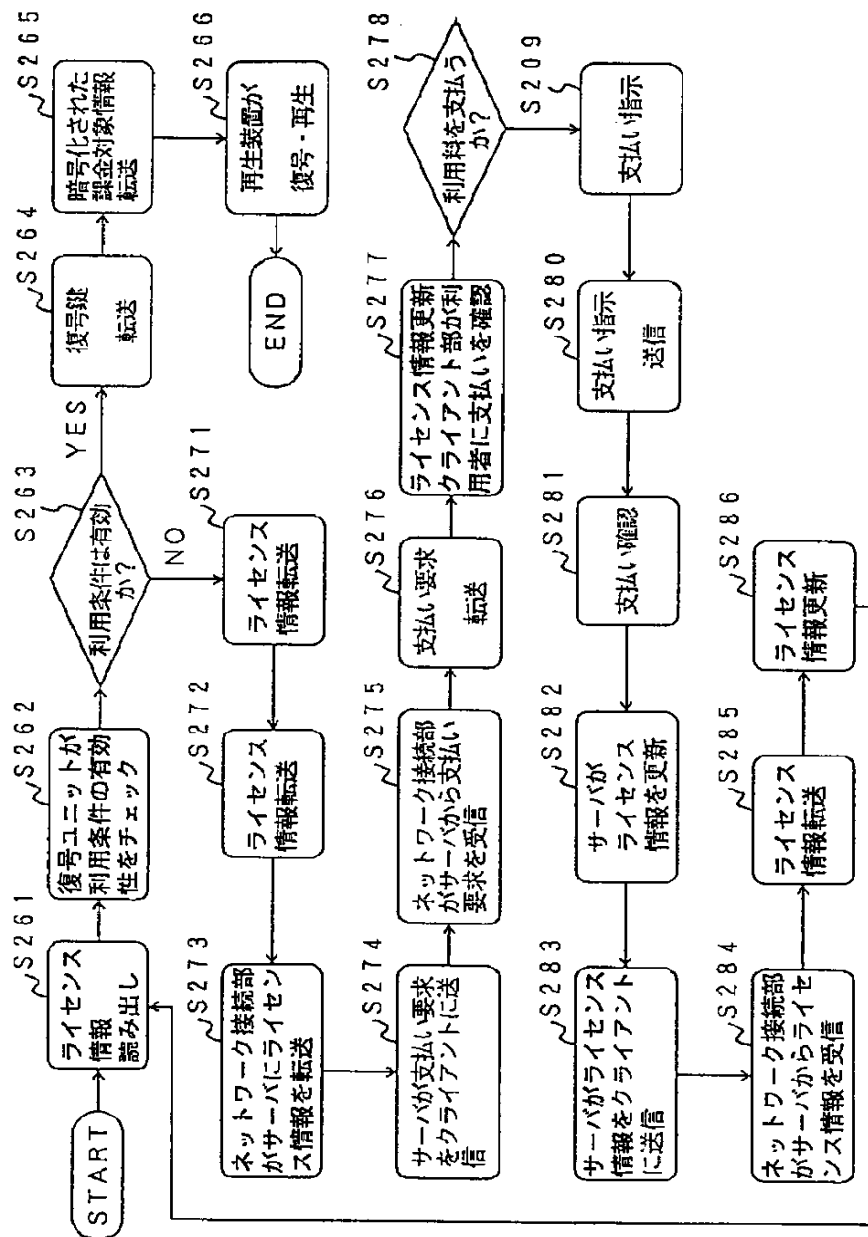 START
S261
ライセンス
情報
読み出し
S262
復号ユニットが
利用条件の有効
性をチェック
S263
利用条件は有効
か?
YES
NO
S264
復号鍵
転送
S265
暗号化された
課金対象情報
転送
S266
再生装置が
復号・再生
END
S271
ライセンス
情報転送
S272
ライセンス
情報転送
S273
ネットワーク接続部
がサーバにライセン
ス情報を転送
S274
サーバが支払い要求
をクライアントに送
信
S275
ネットワーク接続部
がサーバから支払い
要求を受信
S276
支払い要求
転送
S277
ライセンス情報更新
クライアント部が利
用者に支払いを確認
S278
利用料を支払う
か?
S209
支払い指示
S280
支払い指示
送信
S281
支払い確認
S282
サーバが
ライセンス
情報を更新
S283
サーバがライセンス
情報をクライアント
に送信
S284
ネットワーク接続部
がサーバからライセ
ンス情報を受信
S285
ライセンス
情報転送
S286
ライセンス
情報更新